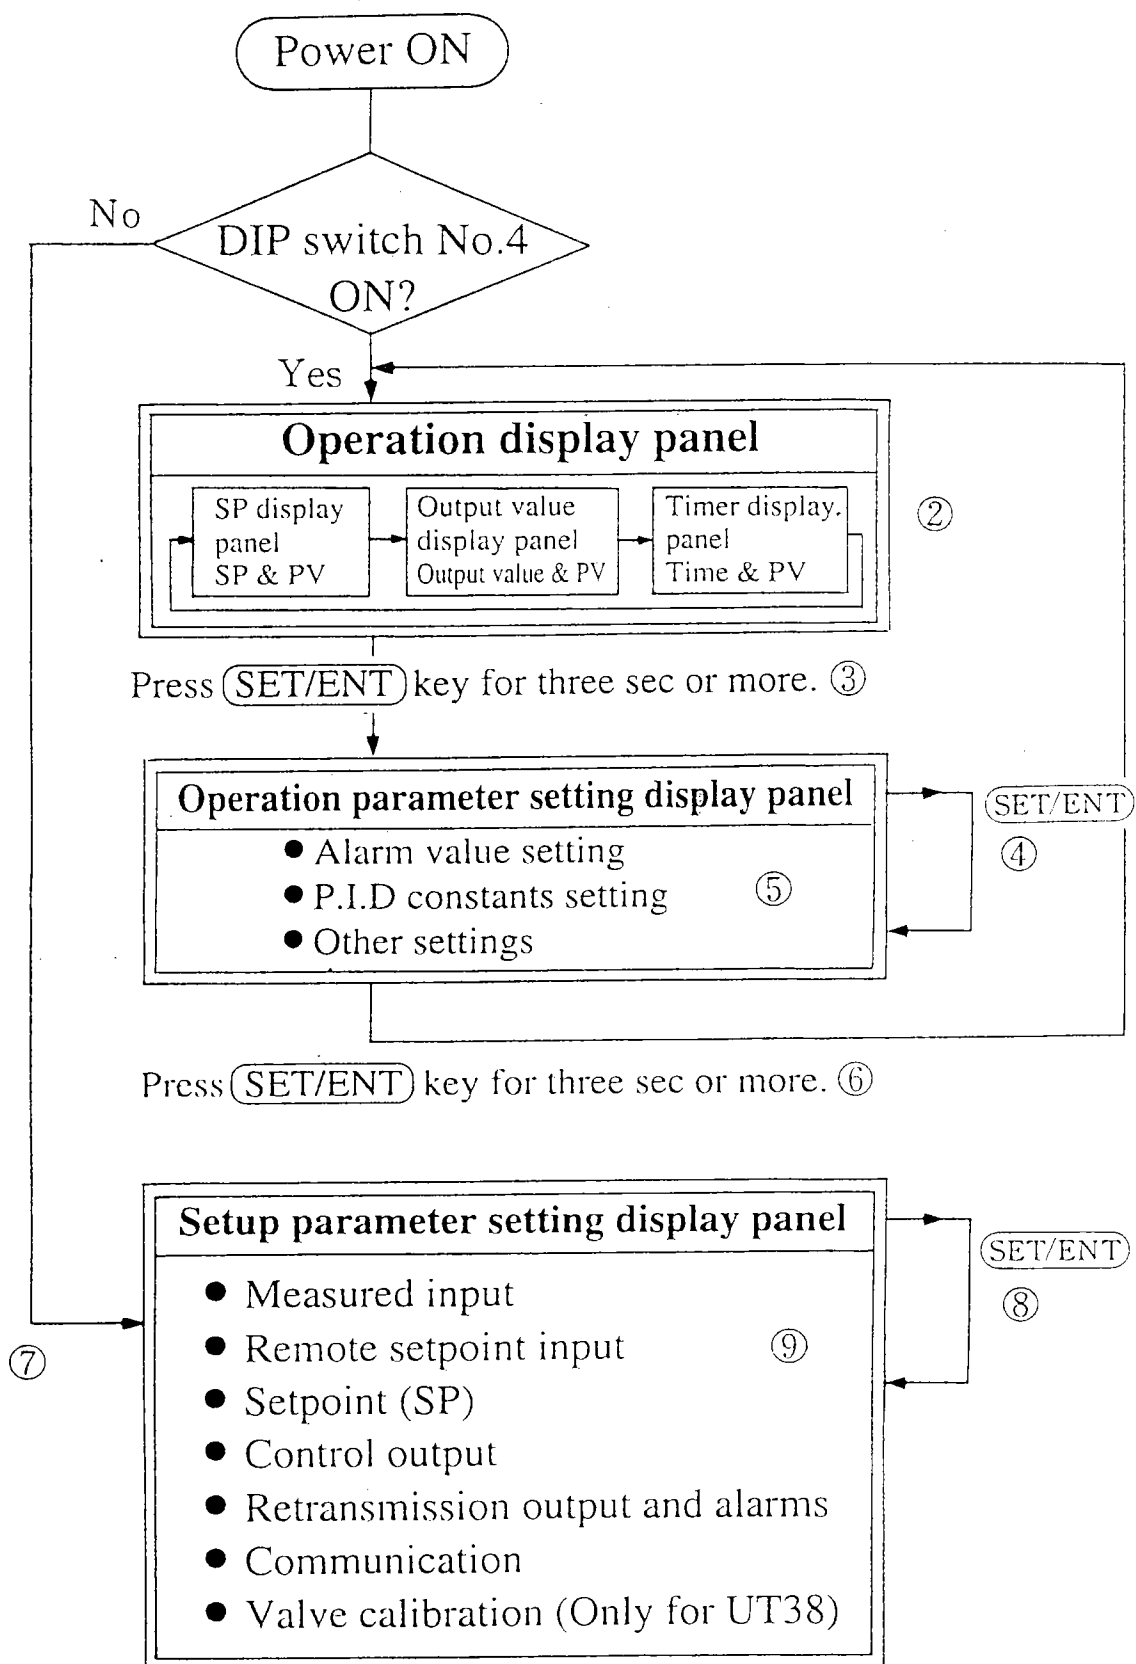 Power ON
No
DIP switch No.4
ON?
Yes
Operation display panel
SP display
panel
SP & PV
Output value
display panel
Output value & PV
Timer display.
panel
Time & PV
②
Press SET/ENT key for three sec or more. ③
Operation parameter setting display panel
● Alarm value setting
● P.I.D constants setting
● Other settings
⑤
SET/ENT
④
Press SET/ENT key for three sec or more. ⑥
Setup parameter setting display panel
● Measured input
● Remote setpoint input
● Setpoint (SP)
● Control output
● Retransmission output and alarms
● Communication
● Valve calibration (Only for UT38)
⑨
SET/ENT
⑧
⑦